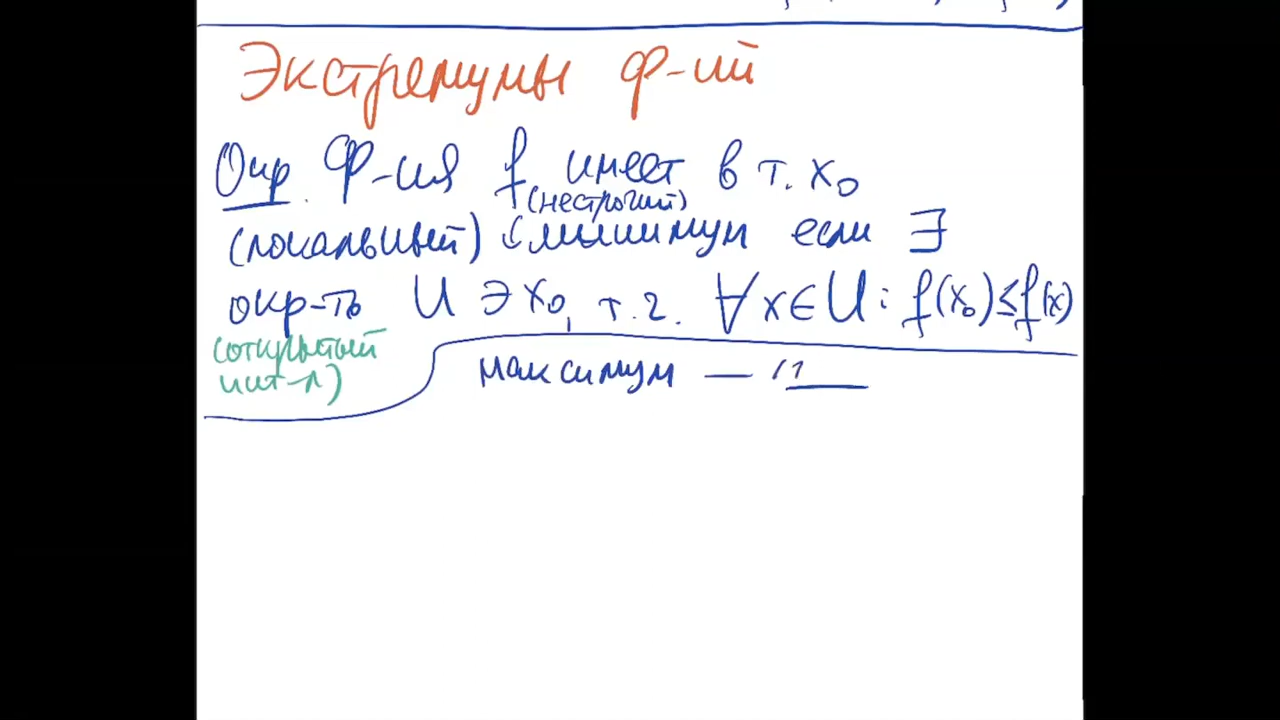 Экстремумы ф-ий
Опр. Ф-ия f имеет в т. x₀
(нестрогий)
(локальный) минимум если ∃
окр-ть U ∋ x₀, т.ч. ∀x∈U: f(x₀)≤f(x)
(открытый
инт-л)
максимум — //